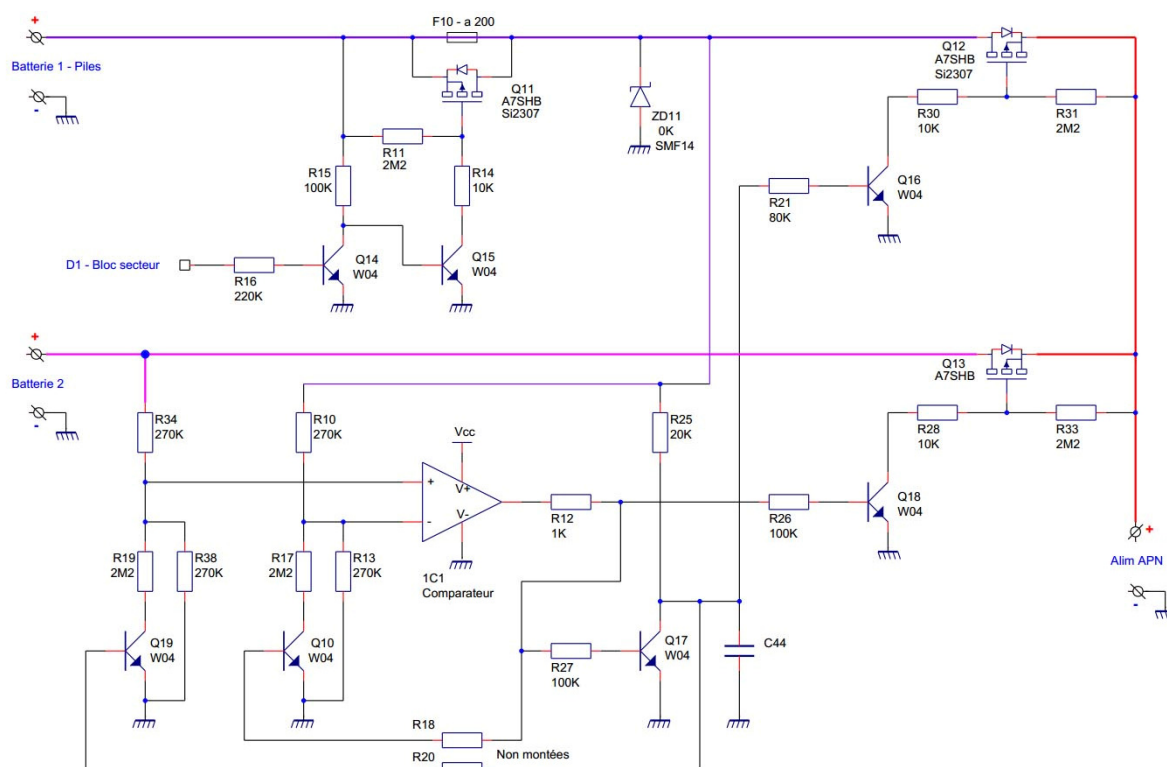 +
F10 - a 200
Q12
A7SHB
Si2307
Batterie 1 - Piles
-
Q11
A7SHB
Si2307
ZD11
0K
SMF14
R11
2M2
R15
100K
R14
10K
R30
10K
R31
2M2
R21
80K
Q16
W04
D1 - Bloc secteur
R16
220K
Q14
W04
Q15
W04
+
Q13
A7SHB
Batterie 2
-
R34
270K
R10
270K
R25
20K
R28
10K
R33
2M2
Vcc
+
V+
-
V-
R12
1K
R26
100K
Q18
W04
1C1
Comparateur
+
Alim APN
-
R19
2M2
R38
270K
R17
2M2
R13
270K
Q19
W04
Q10
W04
R27
100K
Q17
W04
C44
R18
R20
Non montées